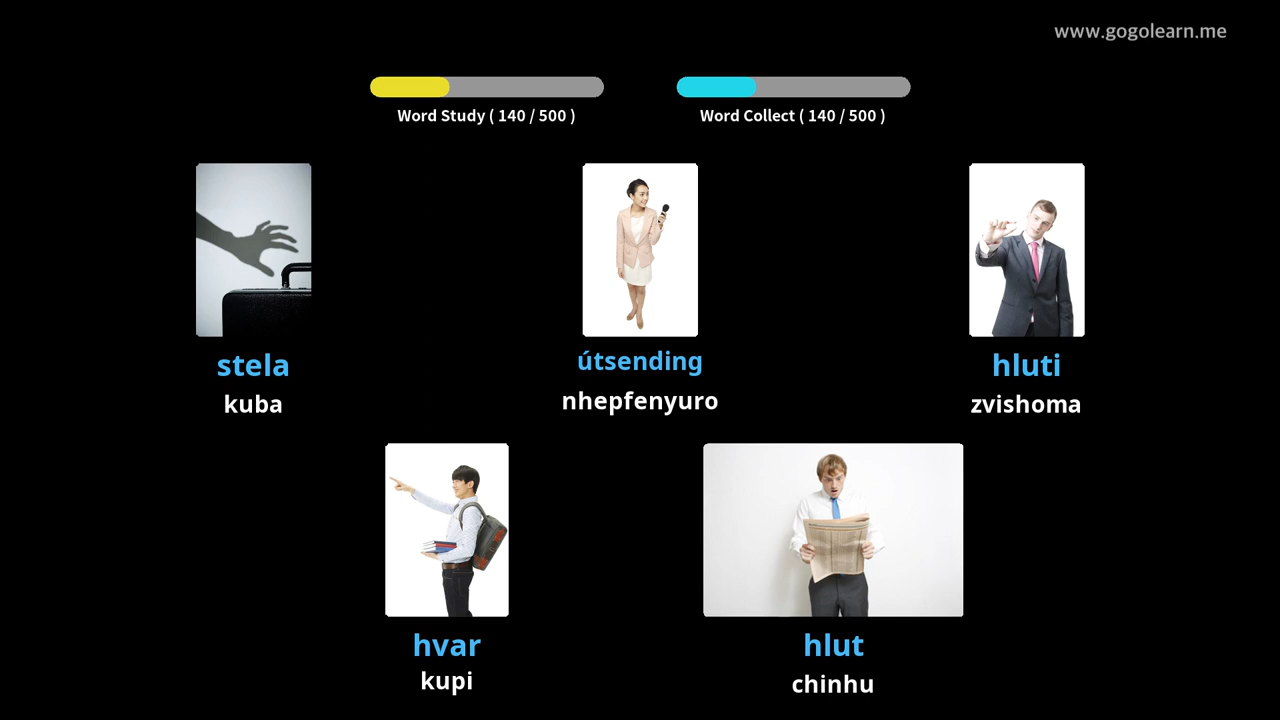 www.gogolearn.me
Word Study ( 140 / 500 )
Word Collect ( 140 / 500 )
stela
kuba
útsending
nhepfenyuro
hluti
zvishoma
hvar
kupi
hlut
chinhu